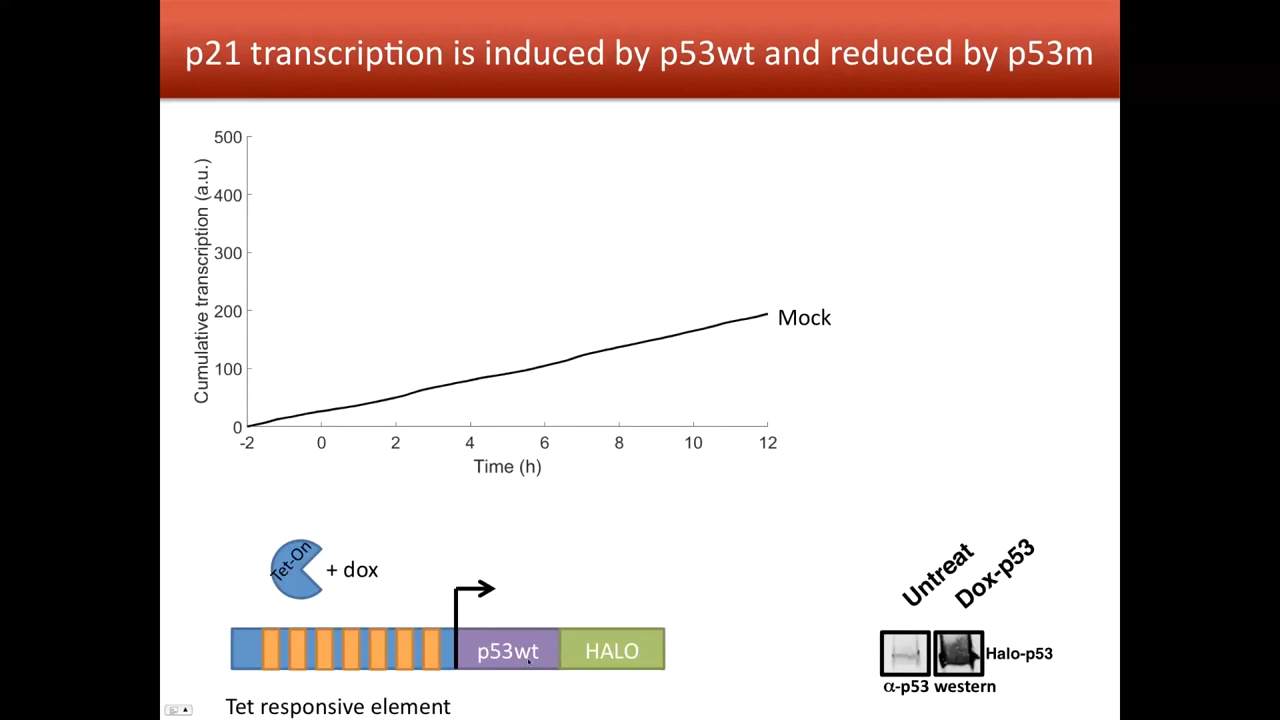 p21 transcription is induced by p53wt and reduced by p53m
Cumulative transcription (a.u.)
500
400
300
200
100
0
-2 0 2 4 6 8 10 12
Time (h)
Mock
Tet-On
+ dox
p53wt HALO
Tet responsive element
Untreat
Dox-p53
Halo-p53
α-p53 western